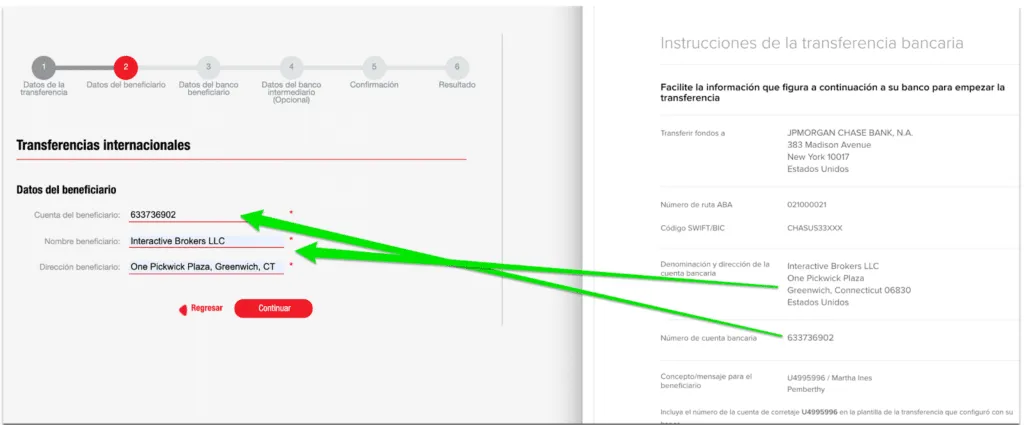 1
2
3
4
5
6
Datos de la
transferencia
Datos del beneficiario
Datos del banco
beneficiario
Datos del banco
intermediario
(Opcional)
Confirmación
Resultado
Transferencias internacionales
Datos del beneficiario
Cuenta del beneficiario: 633736902 *
Nombre beneficiario: Interactive Brokers LLC *
Dirección beneficiario: One Pickwick Plaza, Greenwich, CT *
Regresar Continuar
Instrucciones de la transferencia bancaria
Facilite la información que figura a continuación a su banco para empezar la
transferencia
Transferir fondos a
JPMORGAN CHASE BANK, N.A.
383 Madison Avenue
New York 10017
Estados Unidos
Número de ruta ABA 021000021
Código SWIFT/BIC CHASUS33XXX
Denominación y dirección de la
cuenta bancaria
Interactive Brokers LLC
One Pickwick Plaza
Greenwich, Connecticut 06830
Estados Unidos
Número de cuenta bancaria 633736902
Concepto/mensaje para el
beneficiario
U4995996 / Martha Ines
Pemberthy
Incluya el número de la cuenta de corretaje U4995996 en la plantilla de la transferencia que configuró con su